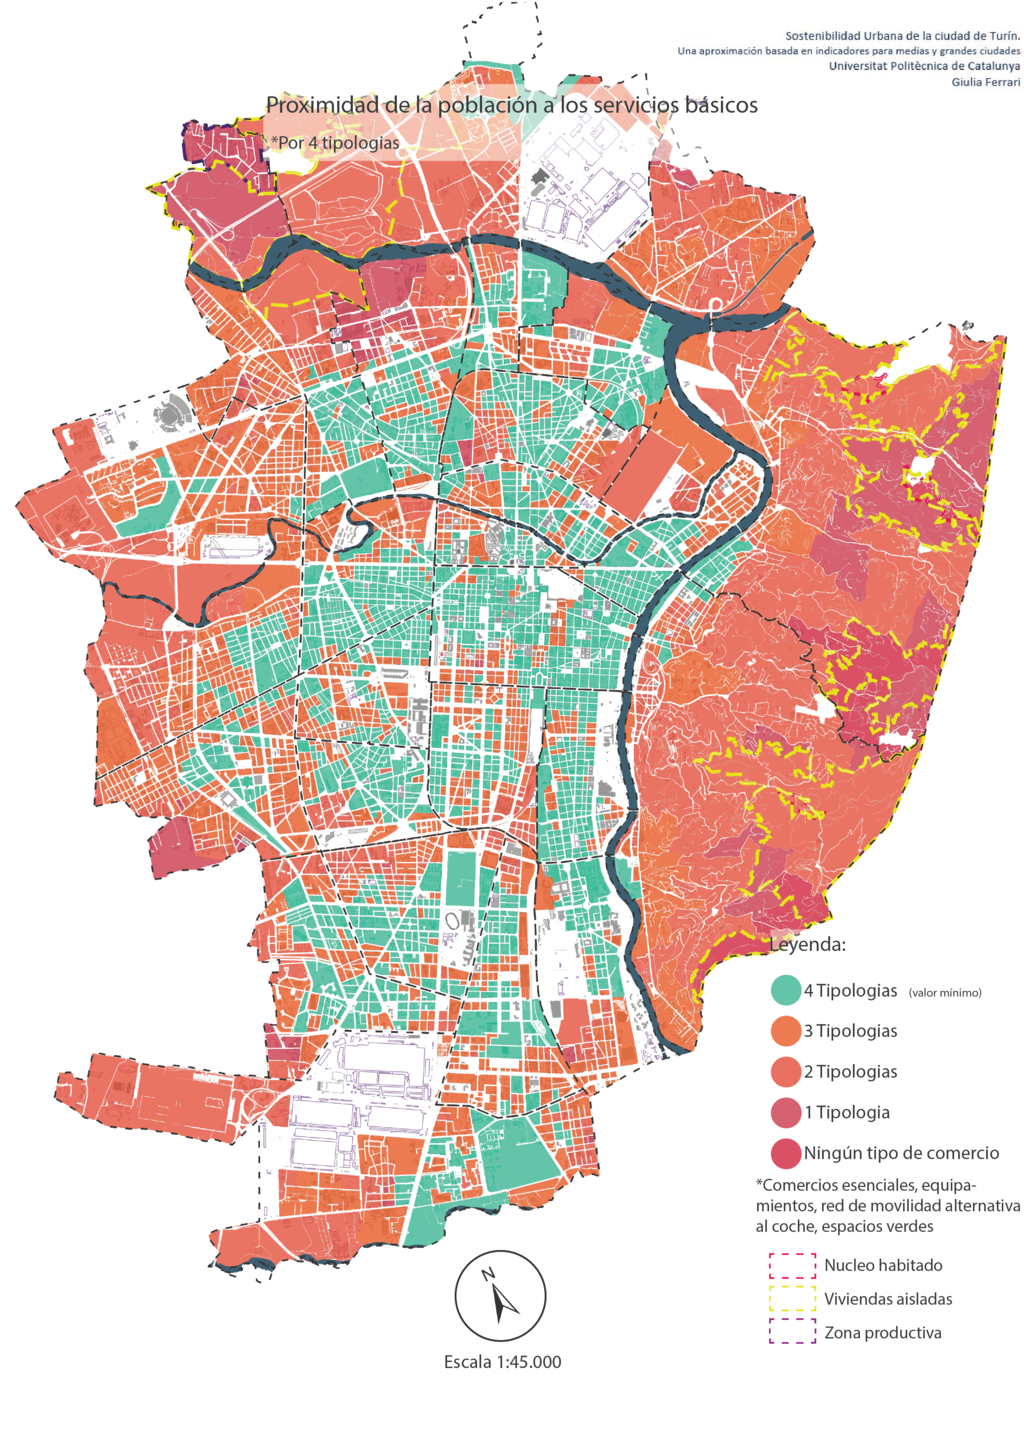 Sostenibilidad Urbana de la ciudad de Turín.
Una aproximación basada en indicadores para medias y grandes ciudades
Universitat Politècnica de Catalunya
Giulia Ferrari
Proximidad de la población a los servicios básicos
*Por 4 tipologias
Leyenda:
4 Tipologias (valor mínimo)
3 Tipologias
2 Tipologias
1 Tipologia
Ningún tipo de comercio
*Comercios esenciales, equipa-
mientos, red de movilidad alternativa
al coche, espacios verdes
Nucleo habitado
Viviendas aisladas
Zona productiva
N
Escala 1:45.000